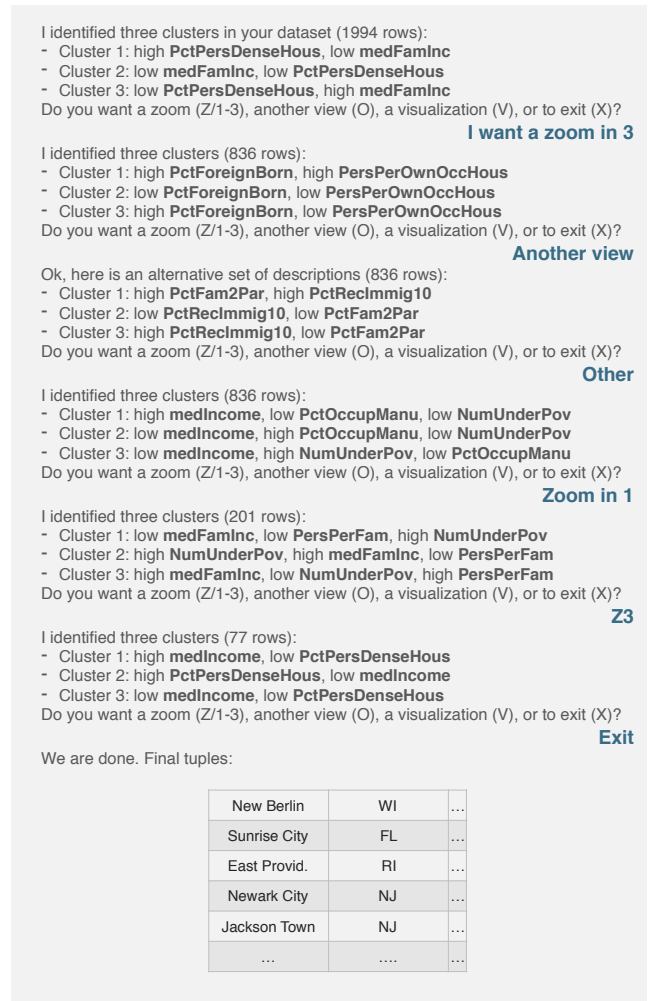 I identified three clusters in your dataset (1994 rows):
- Cluster 1: high PctPersDenseHous, low medFamInc
- Cluster 2: low medFamInc, low PctPersDenseHous
- Cluster 3: low PctPersDenseHous, high medFamInc
Do you want a zoom (Z/1-3), another view (O), a visualization (V), or to exit (X)?
I want a zoom in 3
I identified three clusters (836 rows):
- Cluster 1: high PctForeignBorn, high PersPerOwnOccHous
- Cluster 2: low PctForeignBorn, low PersPerOwnOccHous
- Cluster 3: high PctForeignBorn, low PersPerOwnOccHous
Do you want a zoom (Z/1-3), another view (O), a visualization (V), or to exit (X)?
Another view
Ok, here is an alternative set of descriptions (836 rows):
- Cluster 1: high PctFam2Par, high PctRecImmig10
- Cluster 2: low PctRecImmig10, low PctFam2Par
- Cluster 3: high PctRecImmig10, low PctFam2Par
Do you want a zoom (Z/1-3), another view (O), a visualization (V), or to exit (X)?
Other
I identified three clusters (836 rows):
- Cluster 1: high medIncome, low PctOccupManu, low NumUnderPov
- Cluster 2: low medIncome, high PctOccupManu, low NumUnderPov
- Cluster 3: low medIncome, high NumUnderPov, low PctOccupManu
Do you want a zoom (Z/1-3), another view (O), a visualization (V), or to exit (X)?
Zoom in 1
I identified three clusters (201 rows):
- Cluster 1: low medFamInc, low PersPerFam, high NumUnderPov
- Cluster 2: high NumUnderPov, high medFamInc, low PersPerFam
- Cluster 3: high medFamInc, low NumUnderPov, high PersPerFam
Do you want a zoom (Z/1-3), another view (O), a visualization (V), or to exit (X)?
Z3
I identified three clusters (77 rows):
- Cluster 1: high medIncome, low PctPersDenseHous
- Cluster 2: high PctPersDenseHous, low medIncome
- Cluster 3: low medIncome, low PctPersDenseHous
Do you want a zoom (Z/1-3), another view (O), a visualization (V), or to exit (X)?
Exit
We are done. Final tuples:
New Berlin WI …
Sunrise City FL …
East Provid. RI …
Newark City NJ …
Jackson Town NJ …
… …. …